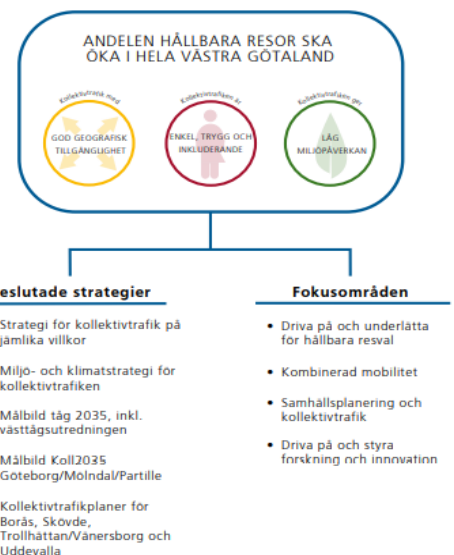 ANDELEN HÅLLBARA RESOR SKA
ÖKA I HELA VÄSTRA GÖTALAND
Kollektivtrafik med
GOD GEOGRAFISK
TILLGÄNGLIGHET
Kollektivtrafiken är
ENKEL, TRYGG OCH
INKLUDERANDE
Kollektivtrafiken ger
LÅG
MILJÖPÅVERKAN
eslutade strategier
Strategi för kollektivtrafik på
jämlika villkor
Miljö- och klimatstrategi för
kollektivtrafiken
Målbild tåg 2035, inkl.
västtågsutredningen
Målbild Koll2035
Göteborg/Mölndal/Partille
Kollektivtrafikplaner för
Borås, Skövde,
Trollhättan/Vänersborg och
Uddevalla
Fokusområden
• Driva på och underlätta
för hållbara resval
• Kombinerad mobilitet
• Samhällsplanering och
kollektivtrafik
• Driva på och styra
forskning och innovation